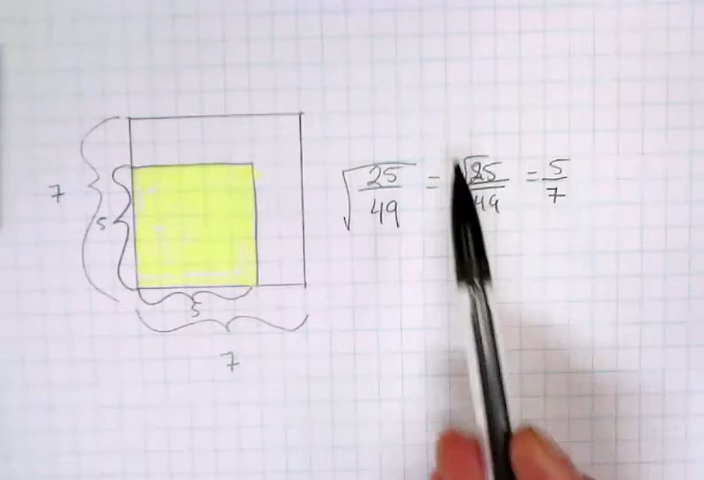 7
5
5
7
√25/49 = √25/49 = 5/7